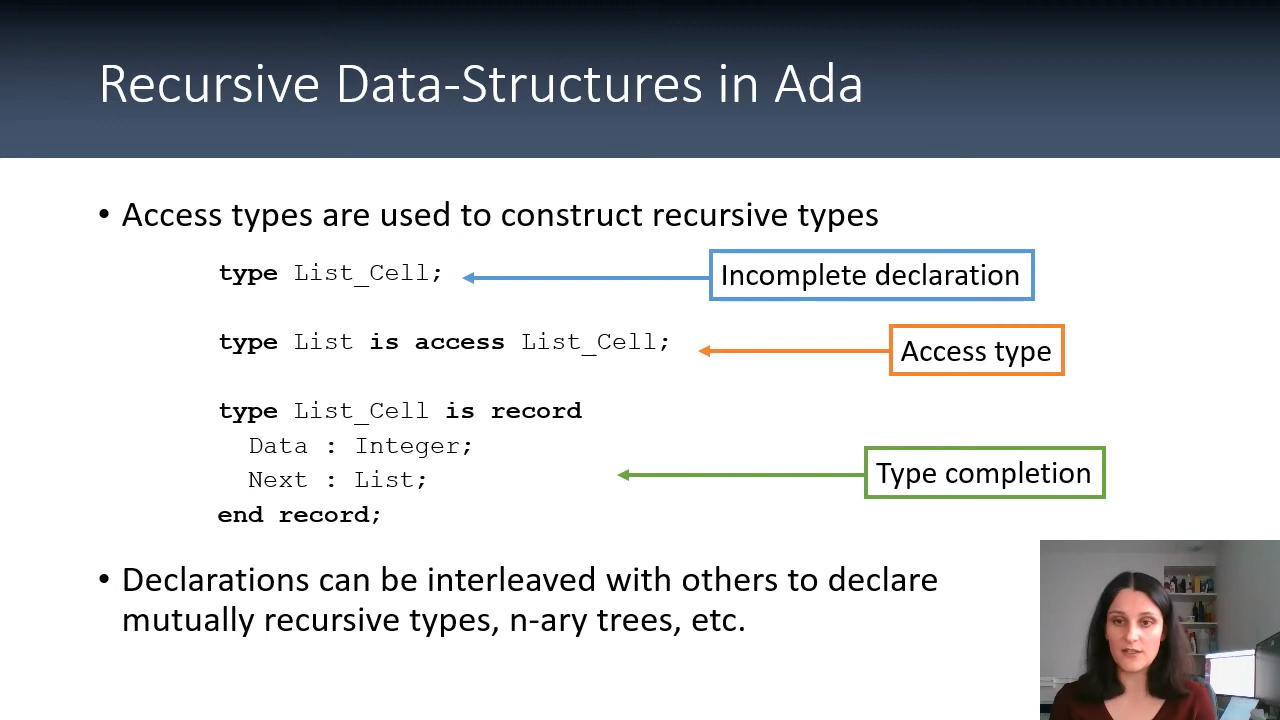 Recursive Data-Structures in Ada
• Access types are used to construct recursive types
type List_Cell;
Incomplete declaration
type List is access List_Cell;
Access type
type List_Cell is record
Data : Integer;
Next : List;
Type completion
end record;
• Declarations can be interleaved with others to declare
mutually recursive types, n-ary trees, etc.